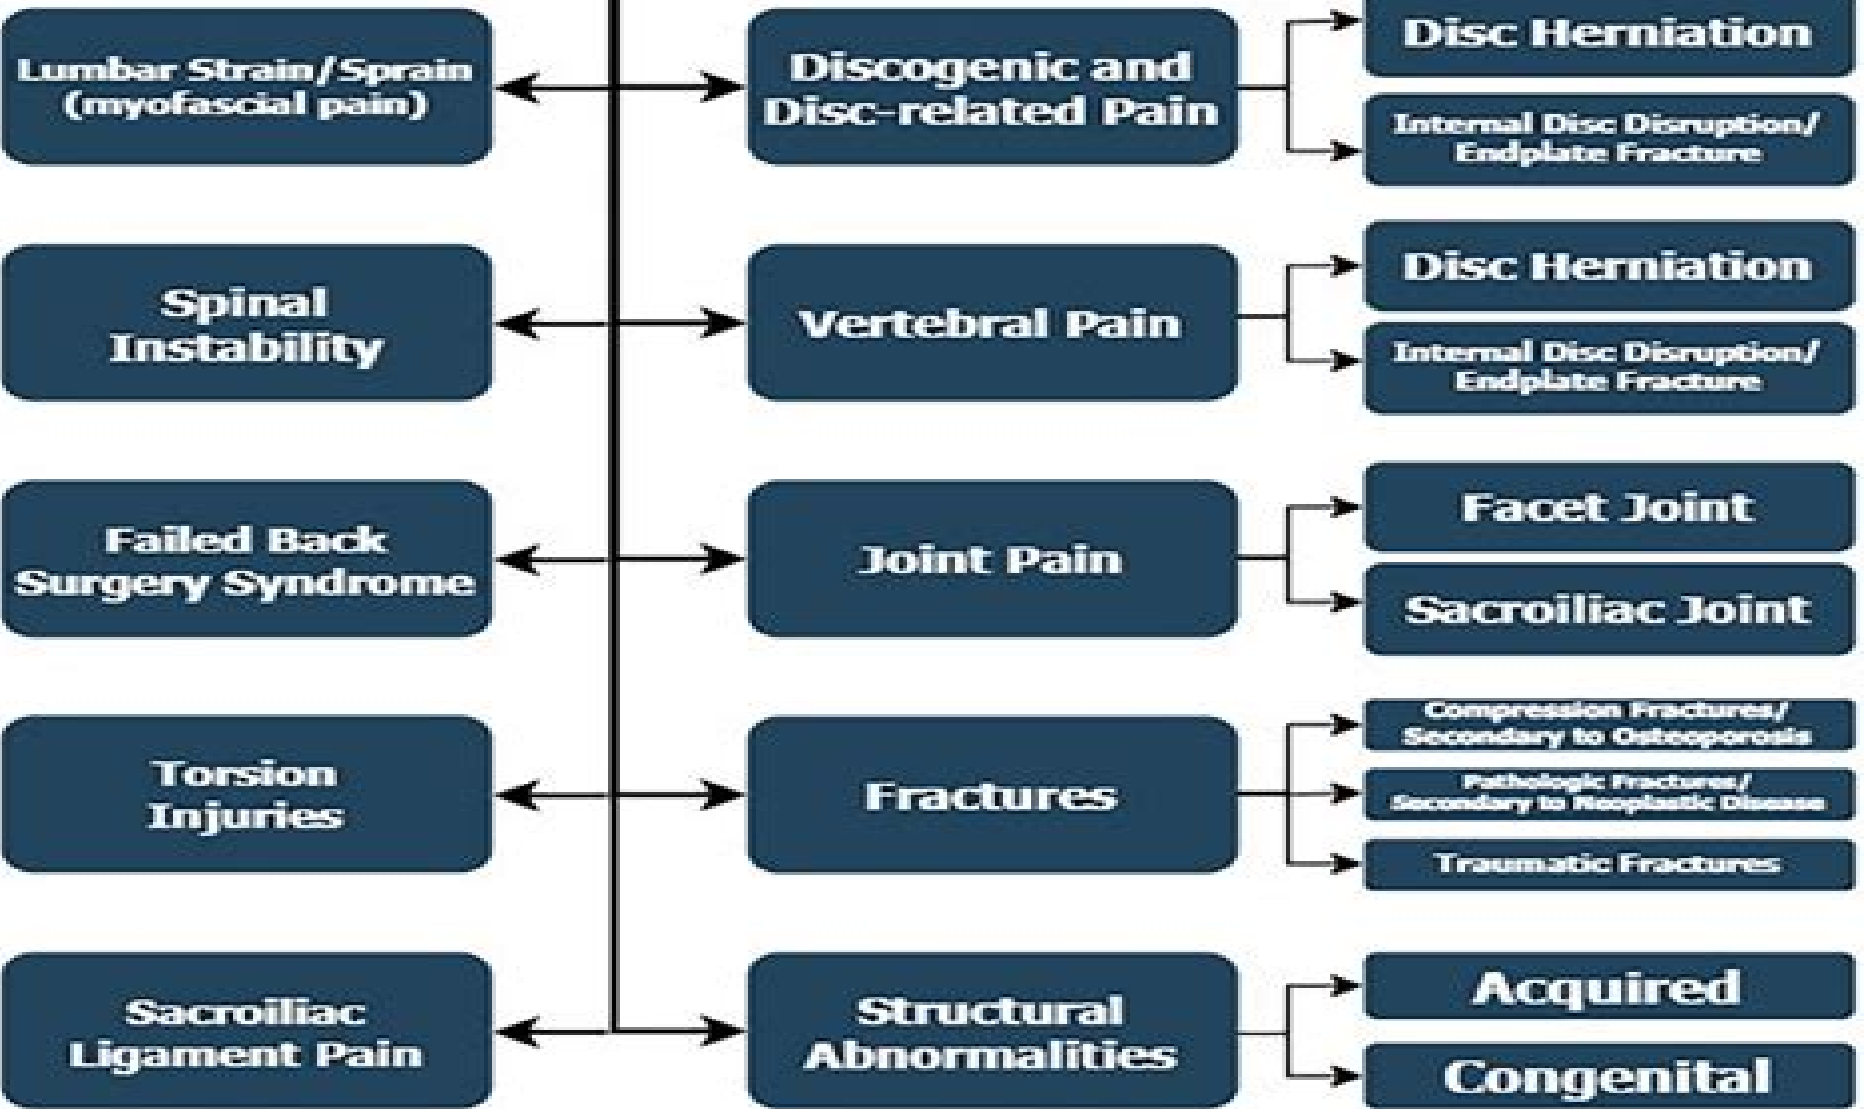 Lumbar Strain/Sprain
(myofascial pain)
Discogenic and
Disc-related Pain
Disc Herniation
Internal Disc Disruption/
Endplate Fracture
Spinal
Instability
Vertebral Pain
Disc Herniation
Internal Disc Disruption/
Endplate Fracture
Failed Back
Surgery Syndrome
Joint Pain
Facet Joint
Sacroiliac Joint
Torsion
Injuries
Fractures
Compression Fractures/
Secondary to Osteoporosis
Pathologic Fractures/
Secondary to Neoplastic Disease
Traumatic Fractures
Sacroiliac
Ligament Pain
Structural
Abnormalities
Acquired
Congenital